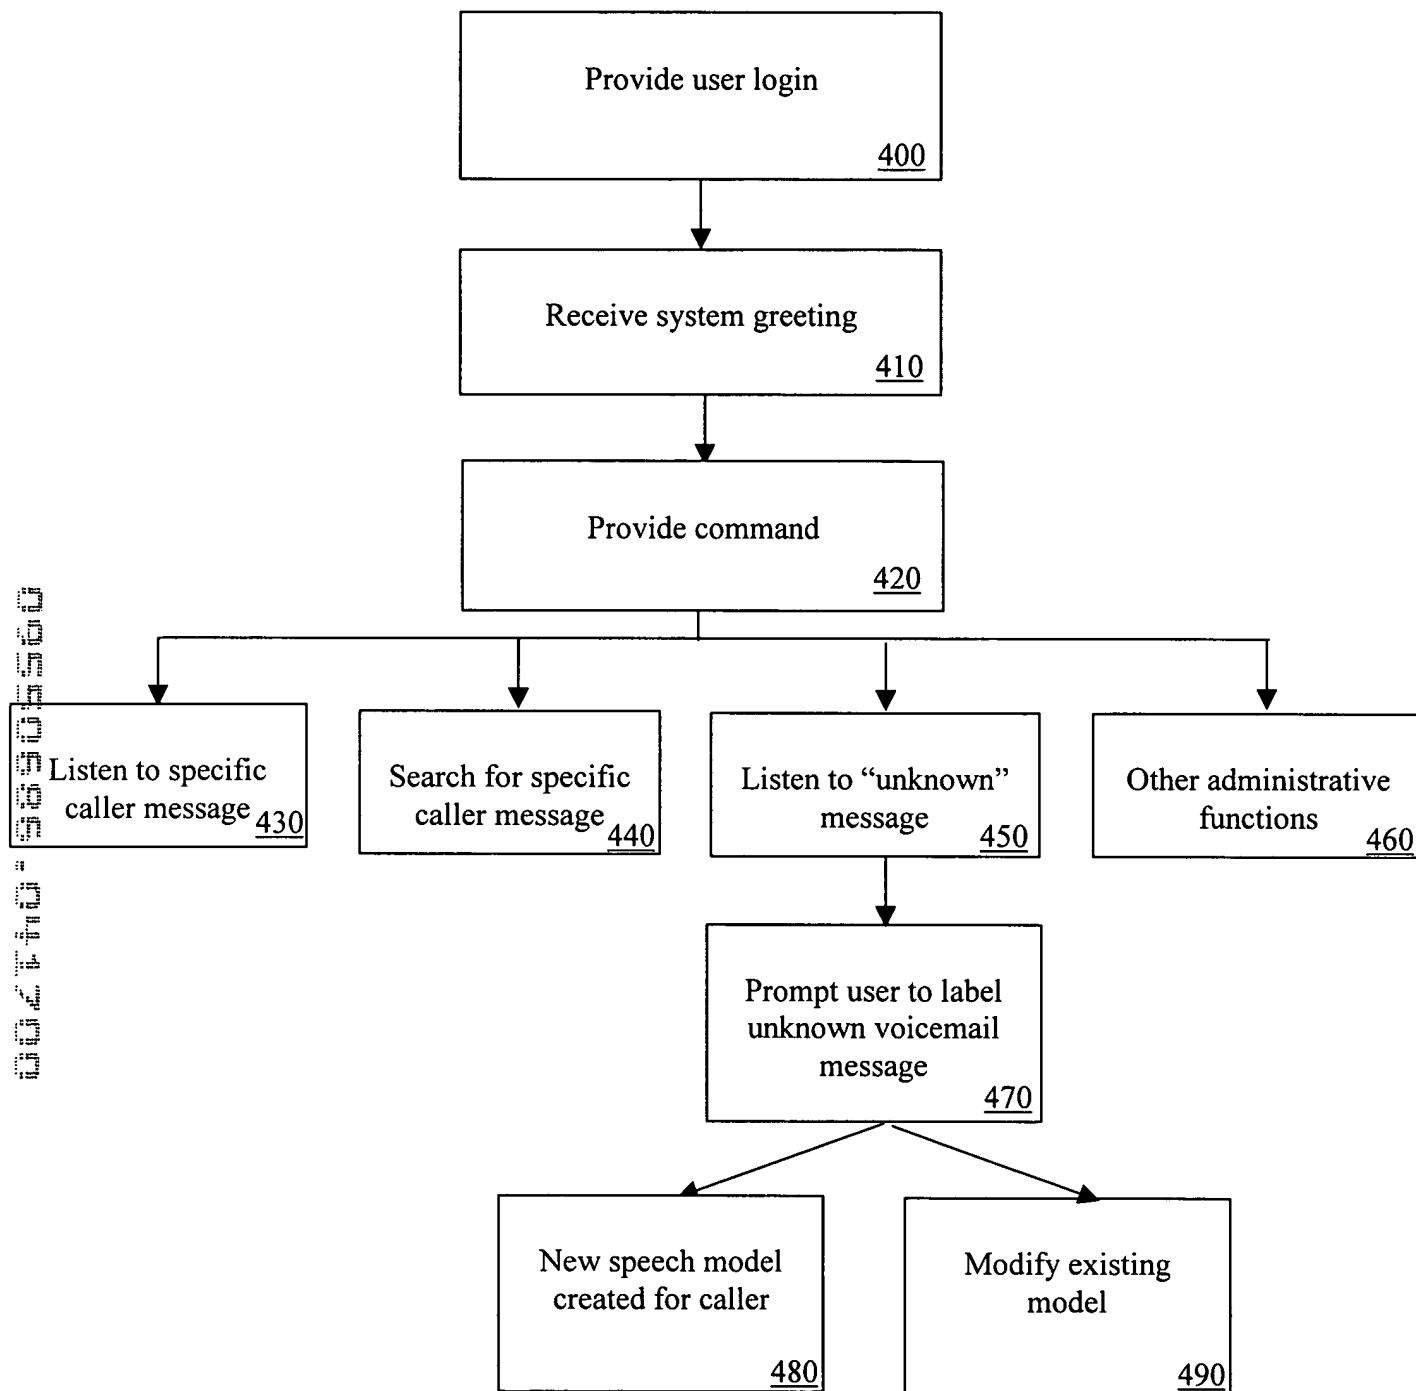 Provide user login
400
Receive system greeting
410
Provide command
420
Listen to specific
caller message
430
Search for specific
caller message
440
Listen to “unknown”
message
450
Other administrative
functions
460
Prompt user to label
unknown voicemail
message
470
New speech model
created for caller
480
Modify existing
model
490